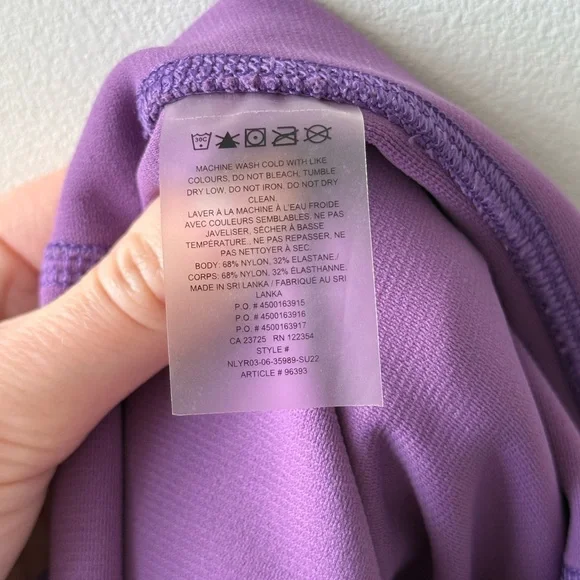 30C
MACHINE WASH COLD WITH LIKE
COLOURS. DO NOT BLEACH, TUMBLE
DRY LOW. DO NOT IRON. DO NOT DRY
CLEAN.
LAVER À LA MACHINE À L'EAU FROIDE
AVEC COULEURS SEMBLABLES. NE PAS
JAVELISER. SÉCHER À BASSE
TEMPÉRATURE., NE PAS REPASSER. NE
PAS NETTOYER À SEC.
BODY: 68% NYLON, 32% ELASTANE./
CORPS: 68% NYLON, 32% ÉLASTHANNE.
MADE IN SRI LANKA / FABRIQUE AU SRI
LANKA
P.O. # 4500163915
P.O. # 4500163916
P.O. # 4500163917
CA 23725 RN 122354
STYLE #
NLYR03-06-35989-SU22
ARTICLE # 96393